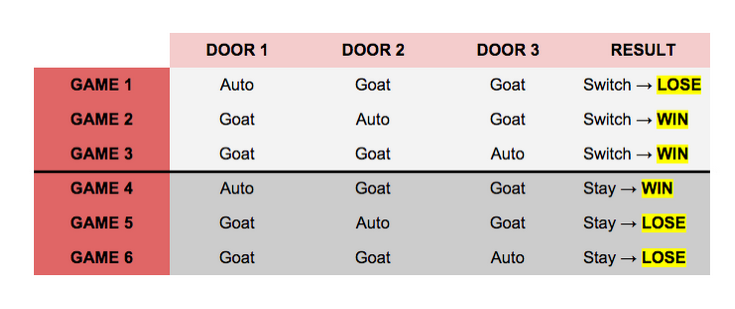 DOOR 1 DOOR 2 DOOR 3 RESULT
GAME 1 Auto Goat Goat Switch → LOSE
GAME 2 Goat Auto Goat Switch → WIN
GAME 3 Goat Goat Auto Switch → WIN
GAME 4 Auto Goat Goat Stay → WIN
GAME 5 Goat Auto Goat Stay → LOSE
GAME 6 Goat Goat Auto Stay → LOSE